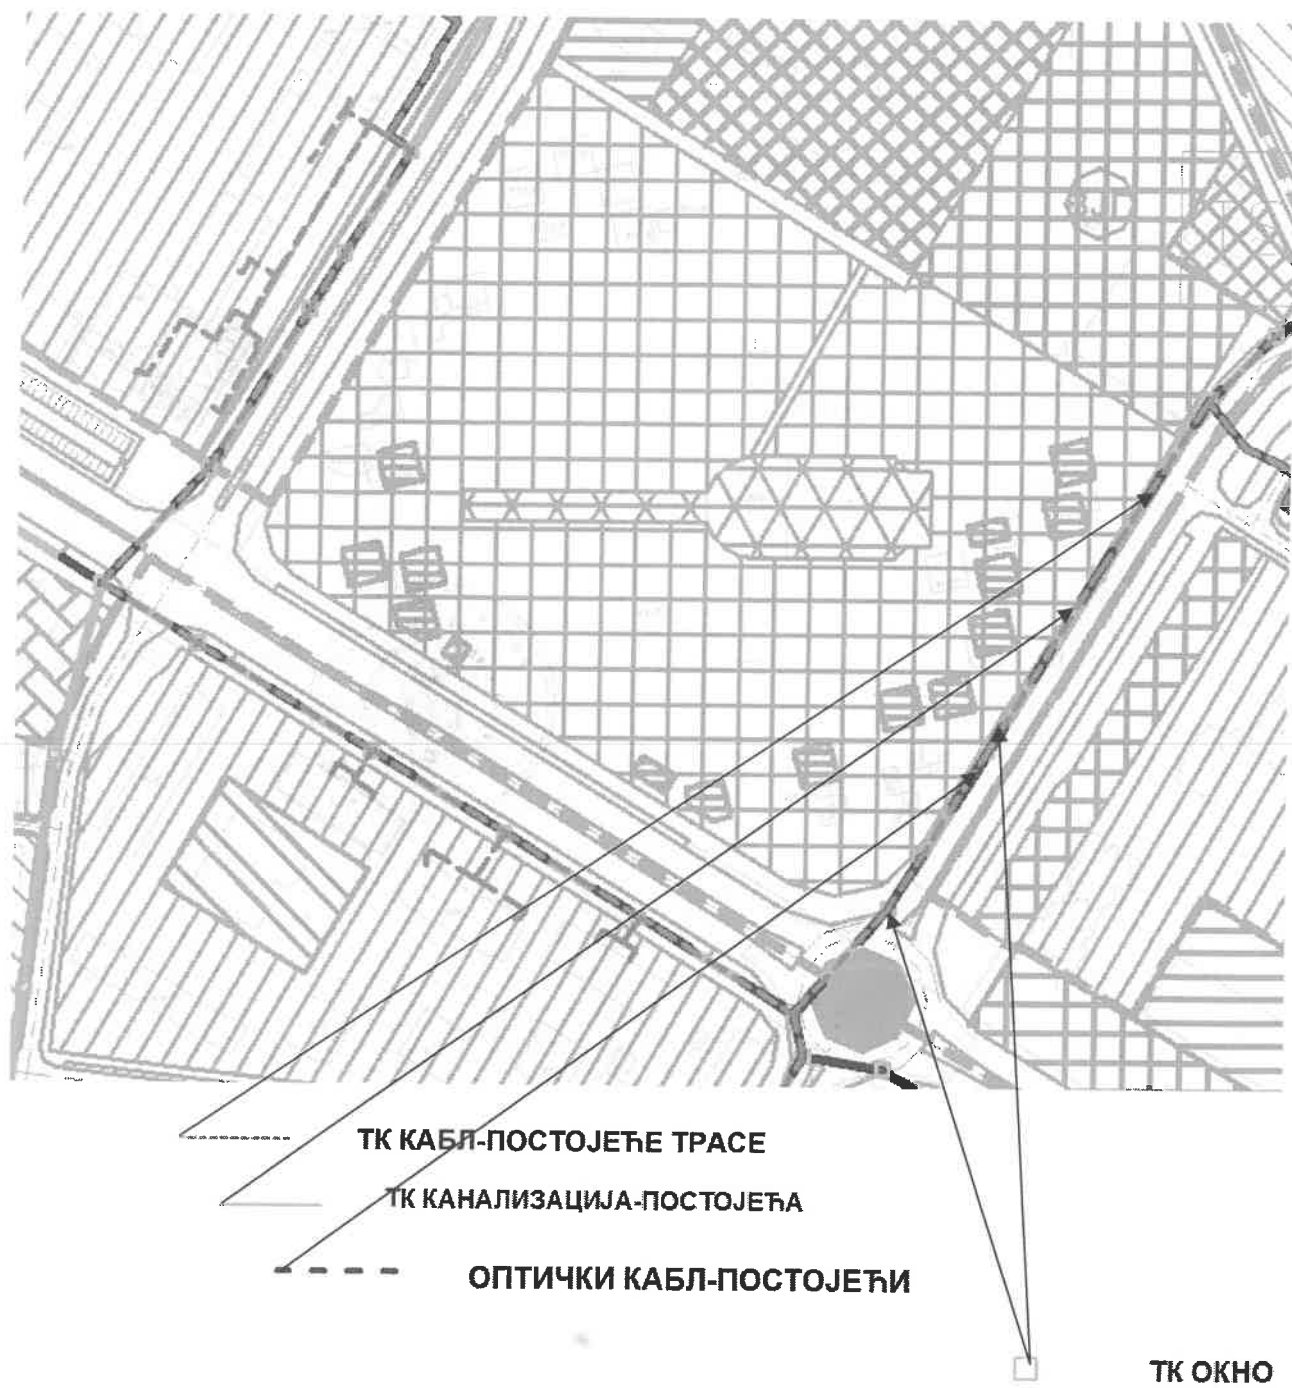 ТК КАБЛ-ПОСТОЈЕЋЕ ТРАСЕ
ТК КАНАЛИЗАЦИЈА-ПОСТОЈЕЋА
ОПТИЧКИ КАБЛ-ПОСТОЈЕЋИ
ТК ОКНО